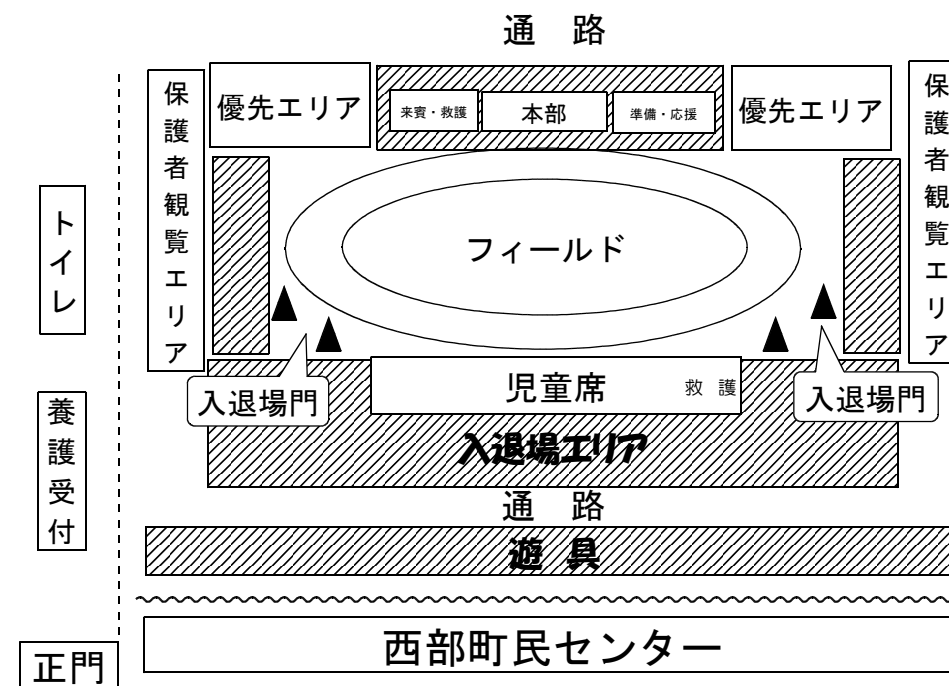 通 路
保護者観覧エリア
優先エリア
来賓・救護
本部
準備・応援
優先エリア
保護者観覧エリア
トイレ
フィールド
入退場門
児童席
救 護
入退場門
入退場エリア
養護受付
通 路
遊 具
西部町民センター
正門